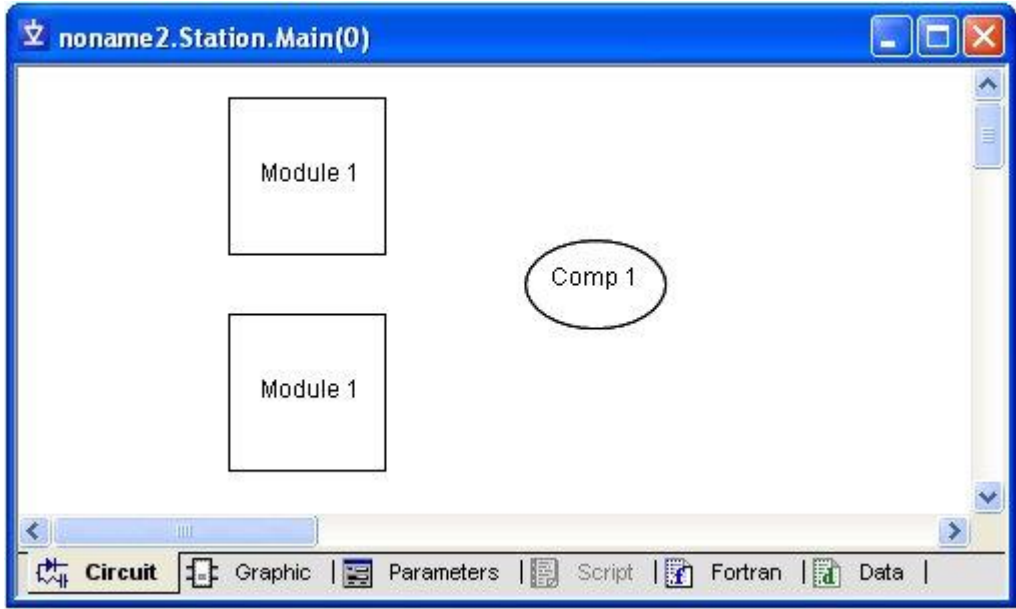 noname2.Station.Main(0)
Module 1
Comp 1
Module 1
Circuit Graphic Parameters Script Fortran Data